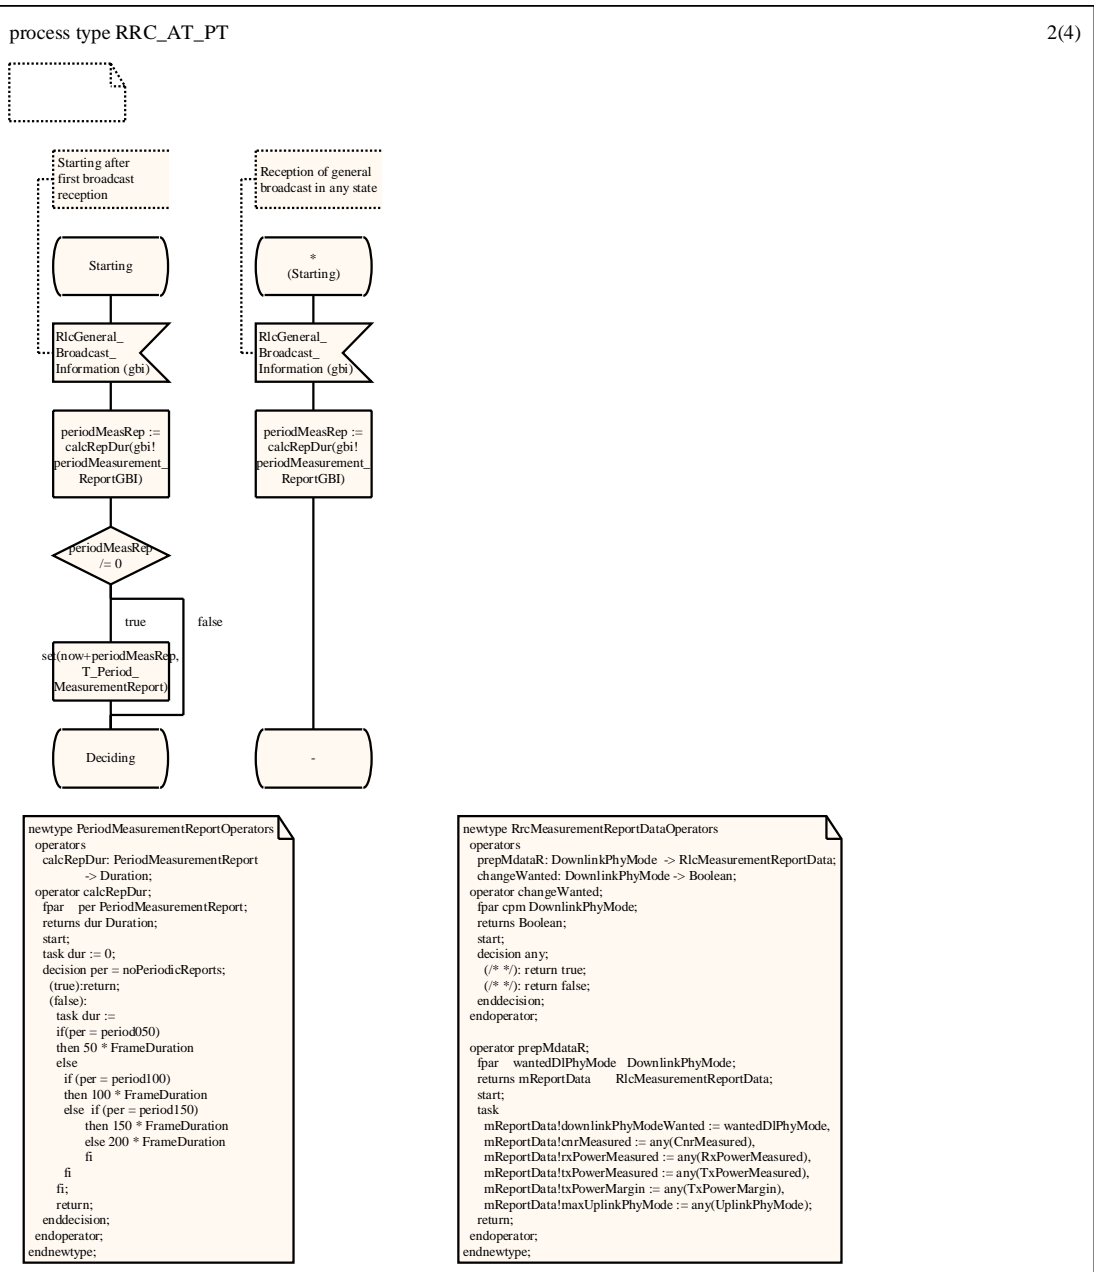 process type RRC_AT_PT
2(4)
Starting after
first broadcast
reception
Starting
RlcGeneral_
Broadcast_
Information (gbi)
periodMeasRep :=
calcRepDur(gbi!
periodMeasurement_
ReportGBI)
periodMeasRep
/= 0
true
false
set(now+periodMeasRep,
T_Period_
MeasurementReport)
Deciding
Reception of general
broadcast in any state
*
(Starting)
RlcGeneral_
Broadcast_
Information (gbi)
periodMeasRep :=
calcRepDur(gbi!
periodMeasurement_
ReportGBI)
-
newtype PeriodMeasurementReportOperators
operators
calcRepDur: PeriodMeasurementReport
-> Duration;
operator calcRepDur;
fpar per PeriodMeasurementReport;
returns dur Duration;
start;
task dur := 0;
decision per = noPeriodicReports;
(true):return;
(false):
task dur :=
if(per = period050)
then 50 * FrameDuration
else
if (per = period100)
then 100 * FrameDuration
else if (per = period150)
then 150 * FrameDuration
else 200 * FrameDuration
fi
fi
fi;
return;
enddecision;
endoperator;
endnewtype;
newtype RrcMeasurementReportDataOperators
operators
prepMdataR: DownlinkPhyMode -> RlcMeasurementReportData;
changeWanted: DownlinkPhyMode -> Boolean;
operator changeWanted;
fpar cpm DownlinkPhyMode;
returns Boolean;
start;
decision any;
(/* */): return true;
(/* */): return false;
enddecision;
endoperator;
operator prepMdataR;
fpar wantedDlPhyMode DownlinkPhyMode;
returns mReportData RlcMeasurementReportData;
start;
task
mReportData!downlinkPhyModeWanted := wantedDlPhyMode,
mReportData!cnrMeasured := any(CnrMeasured),
mReportData!rxPowerMeasured := any(RxPowerMeasured),
mReportData!txPowerMeasured := any(TxPowerMeasured),
mReportData!txPowerMargin := any(TxPowerMargin),
mReportData!maxUplinkPhyMode := any(UplinkPhyMode);
return;
endoperator;
endnewtype;